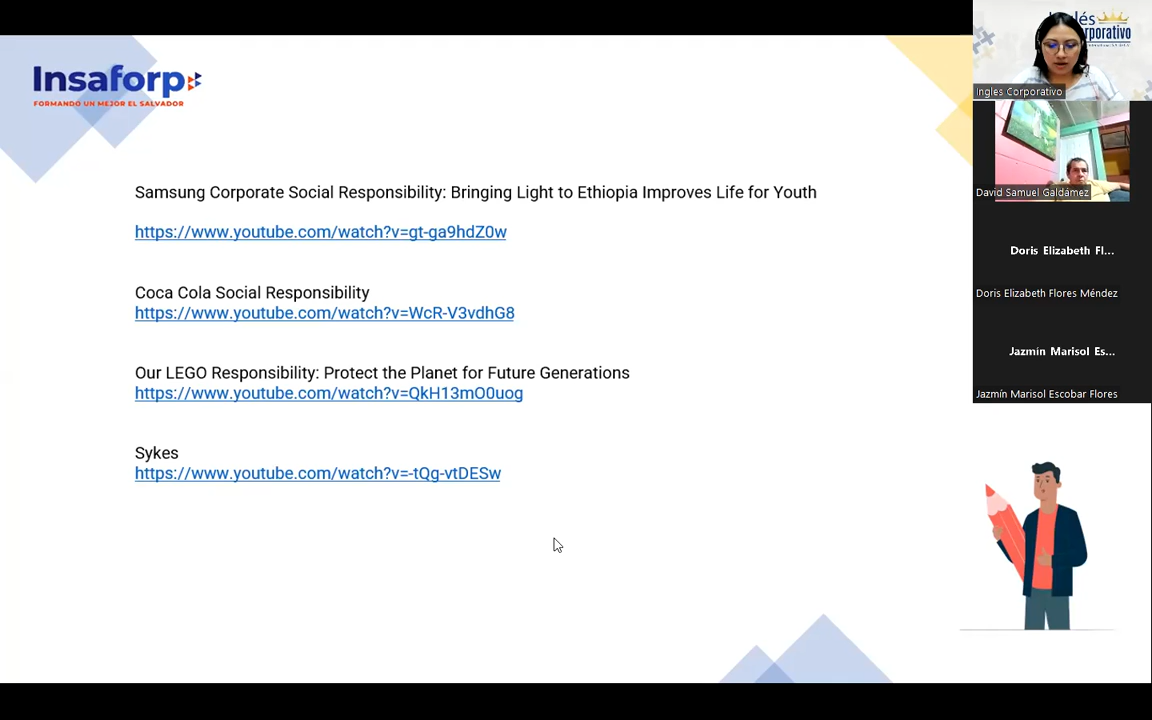 Insaforp
FORMANDO UN MEJOR EL SALVADOR
Samsung Corporate Social Responsibility: Bringing Light to Ethiopia Improves Life for Youth
https://www.youtube.com/watch?v=gt-ga9hdZ0w
Coca Cola Social Responsibility
https://www.youtube.com/watch?v=WcR-V3vdhG8
Our LEGO Responsibility: Protect the Planet for Future Generations
https://www.youtube.com/watch?v=QkH13mO0uog
Sykes
https://www.youtube.com/watch?v=-tQg-vtDESw
Ingles Corporativo
David Samuel Galdámez
Doris Elizabeth Fl...
Doris Elizabeth Flores Méndez
Jazmín Marisol Es...
Jazmín Marisol Escobar Flores